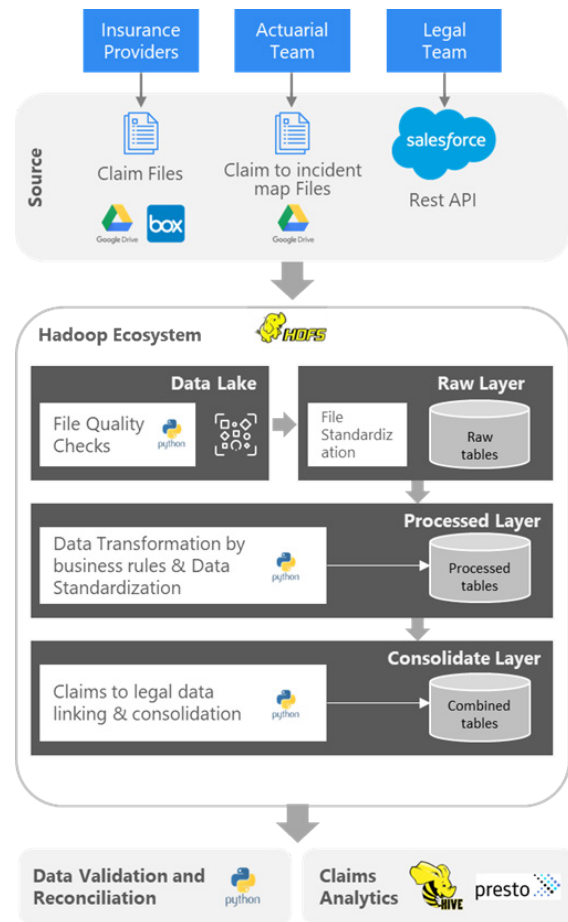 Insurance
Providers
Actuarial
Team
Legal
Team
Source
Claim Files
Google Drive
box
Claim to incident
map Files
Google Drive
salesforce
Rest API
Hadoop Ecosystem
HDFS
Data Lake
File Quality
Checks
python
Raw Layer
File
Standardiz
ation
Raw
tables
Processed Layer
Data Transformation by
business rules & Data
Standardization
python
Processed
tables
Consolidate Layer
Claims to legal data
linking & consolidation
python
Combined
tables
Data Validation and
Reconciliation
python
Claims
Analytics
HIVE
presto